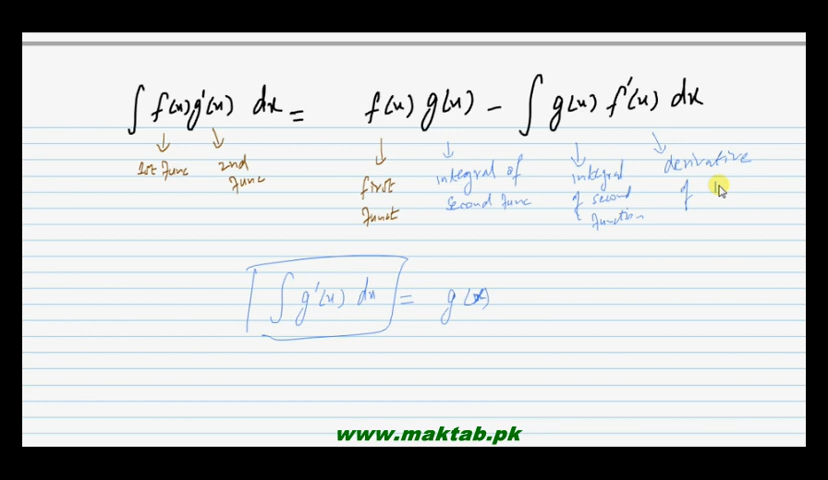 ∫ f(x)g'(x) dx = f(x) g(x) - ∫ g(x) f'(x) dx
1st Func
2nd
Func
first
Funct
integral of
Second Func
integral
of second
function
derivative
of
∫ g'(x) dx = g(x)
www.maktab.pk